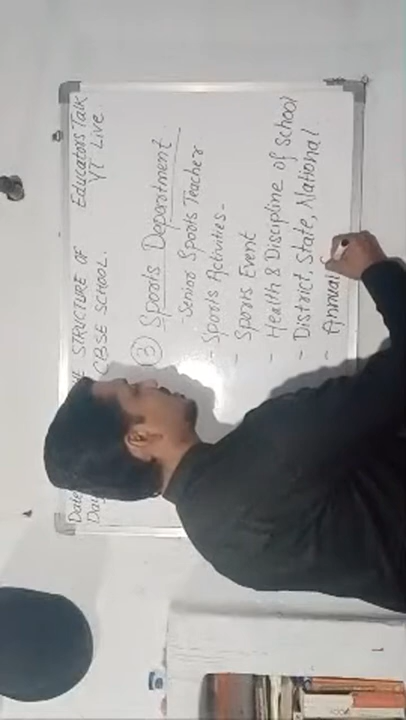 Date STRUCTURE OF Educators Talk
Day CBSE SCHOOL. YT Live.
③ Sports Department
- Senior Sports Teacher
- Sports Activities -
- Sports Event
- Health & Discipline of School
- District, State, National
- Annual